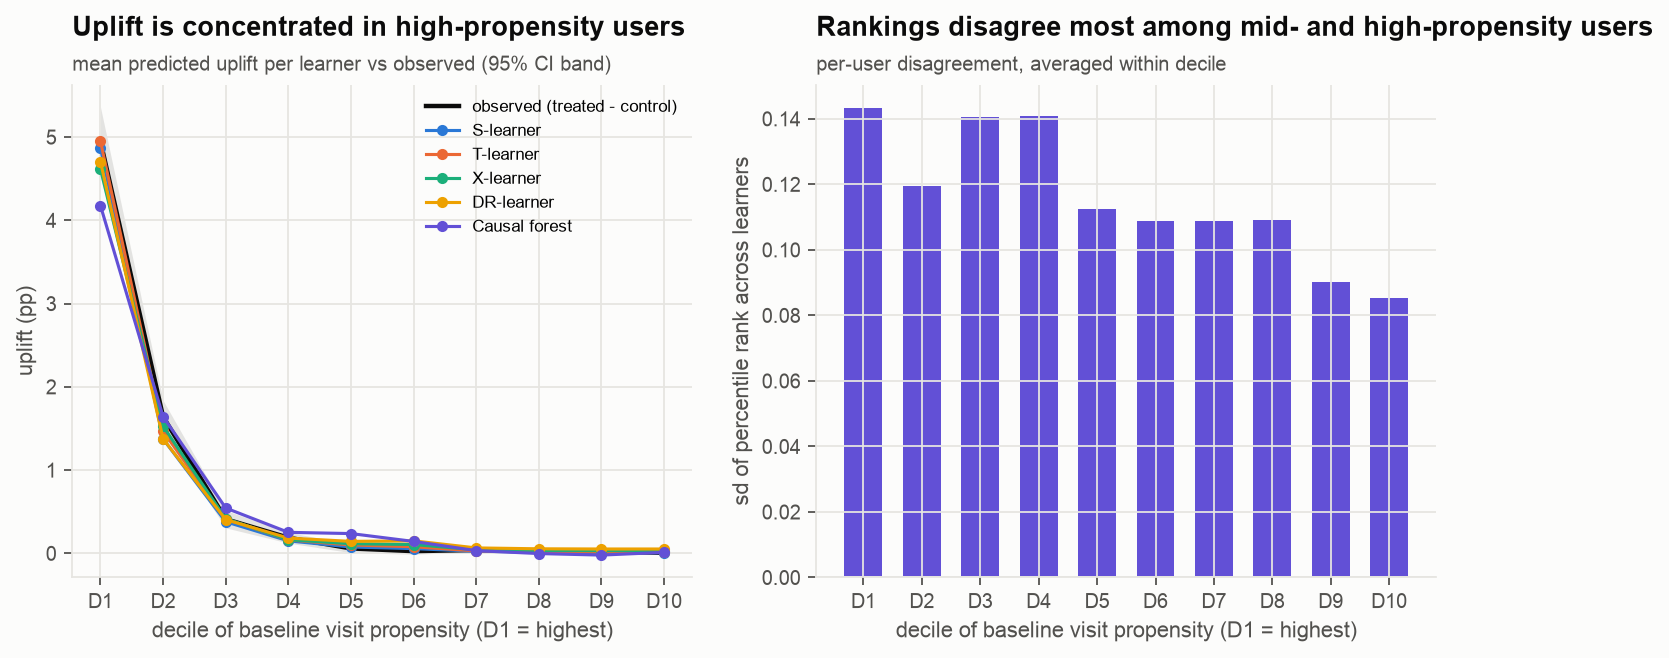 Uplift is concentrated in high-propensity users
mean predicted uplift per learner vs observed (95% CI band)
observed (treated - control)
S-learner
T-learner
X-learner
DR-learner
Causal forest
uplift (pp)
5
4
3
2
1
0
D1 D2 D3 D4 D5 D6 D7 D8 D9 D10
decile of baseline visit propensity (D1 = highest)
Rankings disagree most among mid- and high-propensity users
per-user disagreement, averaged within decile
sd of percentile rank across learners
0.14
0.12
0.10
0.08
0.06
0.04
0.02
0.00
D1 D2 D3 D4 D5 D6 D7 D8 D9 D10
decile of baseline visit propensity (D1 = highest)